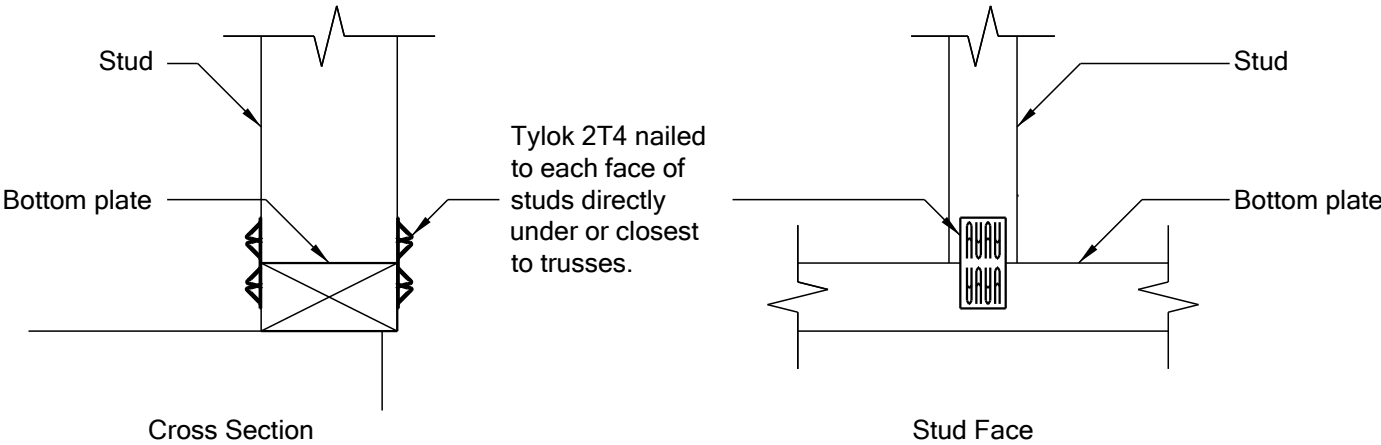 Stud
Bottom plate
Tylok 2T4 nailed
to each face of
studs directly
under or closest
to trusses.
Stud
Bottom plate
Cross Section
Stud Face